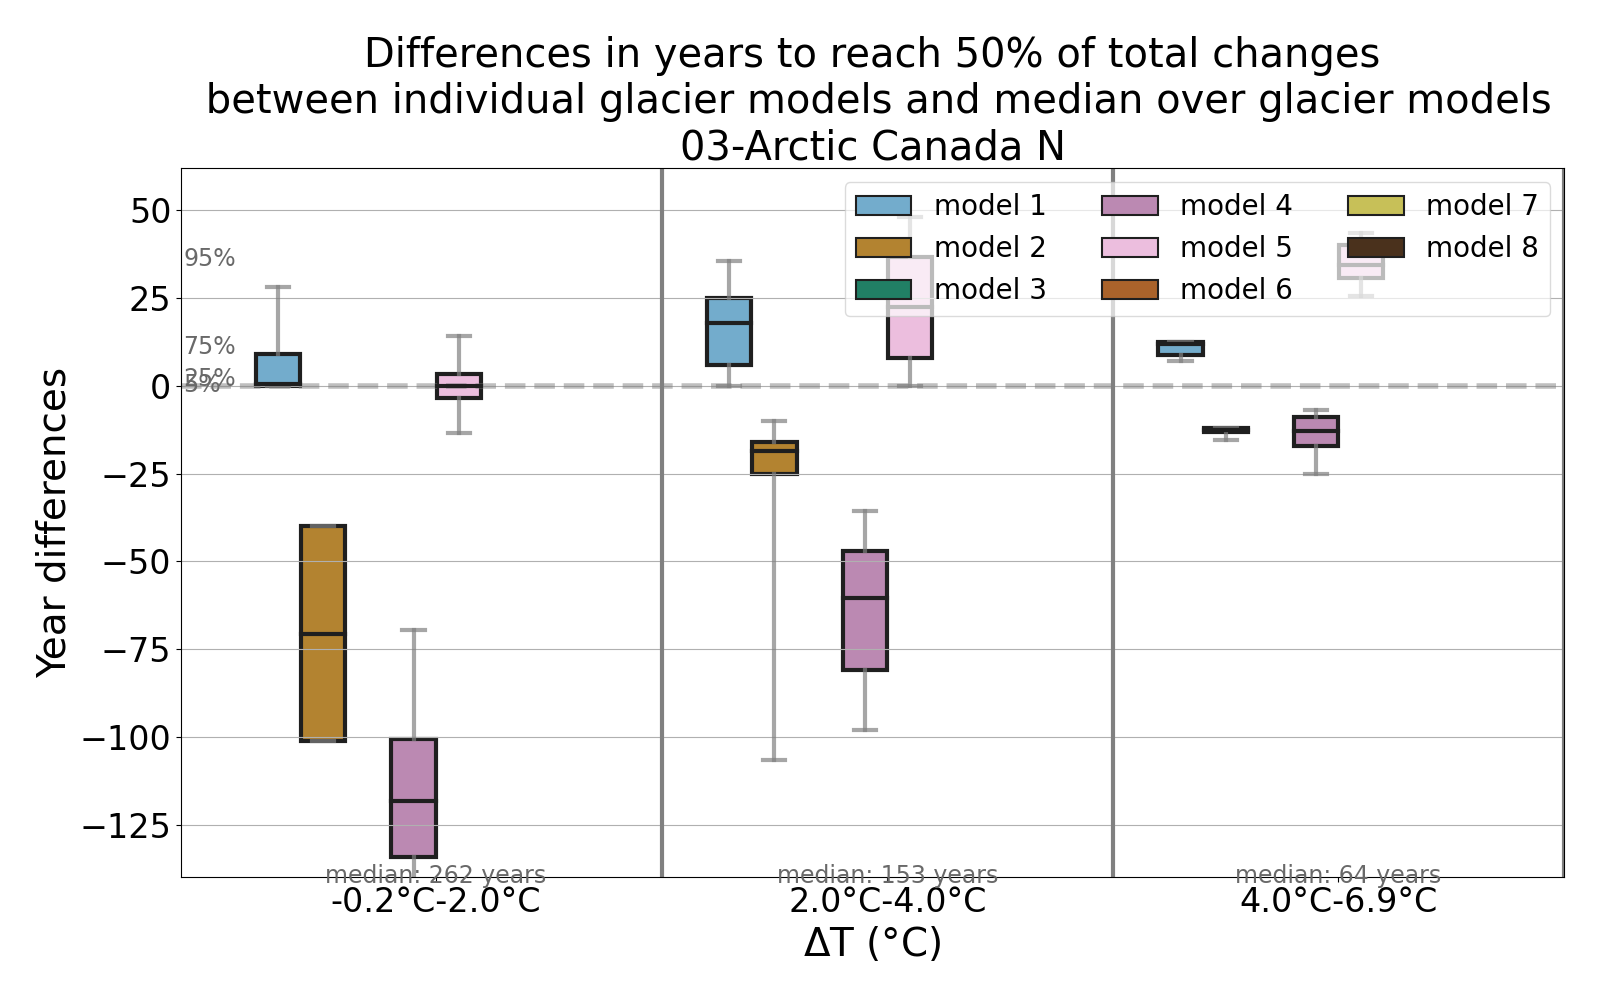 Differences in years to reach 50% of total changes
between individual glacier models and median over glacier models
03-Arctic Canada N
model 1 model 4 model 7
model 2 model 5 model 8
model 3 model 6
50
25
0
−25
−50
−75
−100
−125
95%
75%
25%
5%
Year differences
median: 262 years median: 153 years median: 64 years
-0.2°C-2.0°C 2.0°C-4.0°C 4.0°C-6.9°C
ΔT (°C)